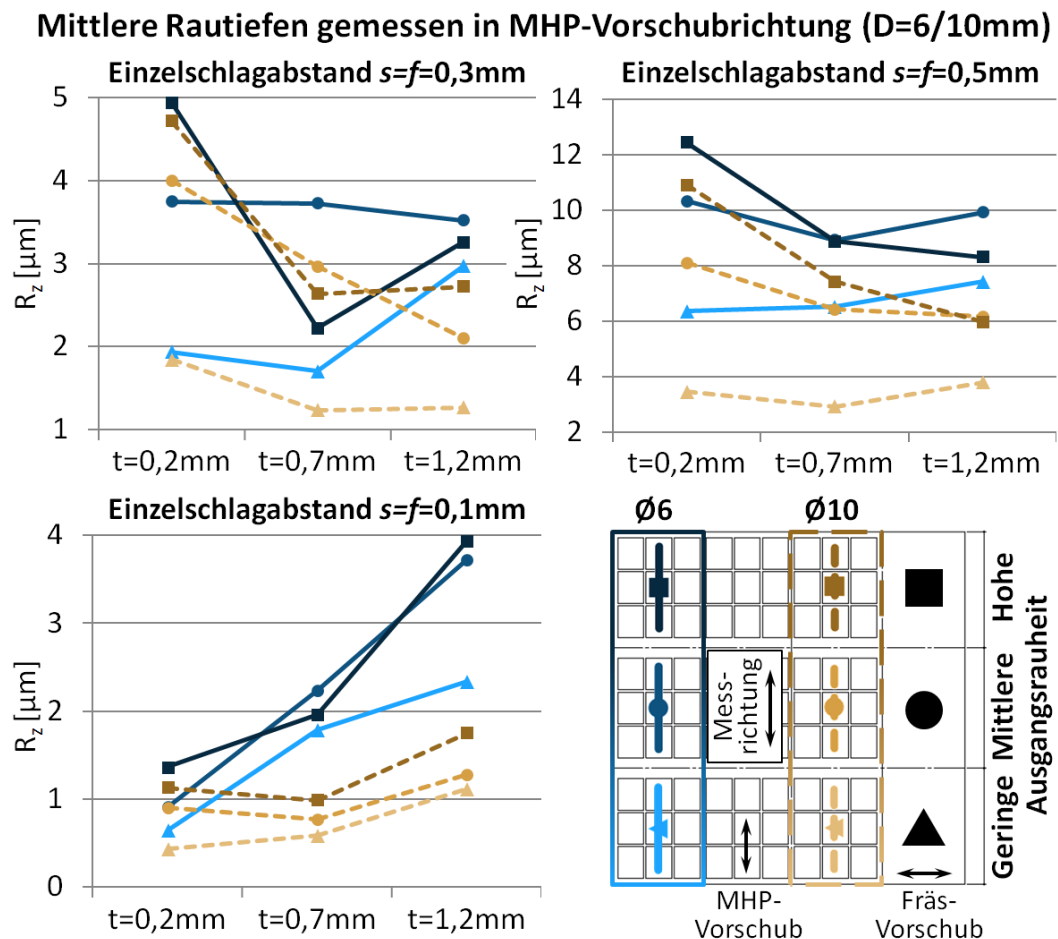 Mittlere Rautiefen gemessen in MHP-Vorschubrichtung (D=6/10mm)
Einzelschlagabstand s=f=0,3mm
5
4
3
2
1
Rz [µm]
t=0,2mm t=0,7mm t=1,2mm
Einzelschlagabstand s=f=0,5mm
14
12
10
8
6
4
2
Rz [µm]
t=0,2mm t=0,7mm t=1,2mm
Einzelschlagabstand s=f=0,1mm
4
3
2
1
0
Rz [µm]
t=0,2mm t=0,7mm t=1,2mm
Ø6 Ø10
Mess-
richtung
Geringe Mittlere Hohe
Ausgangsrauheit
MHP-
Vorschub
Fräs-
Vorschub